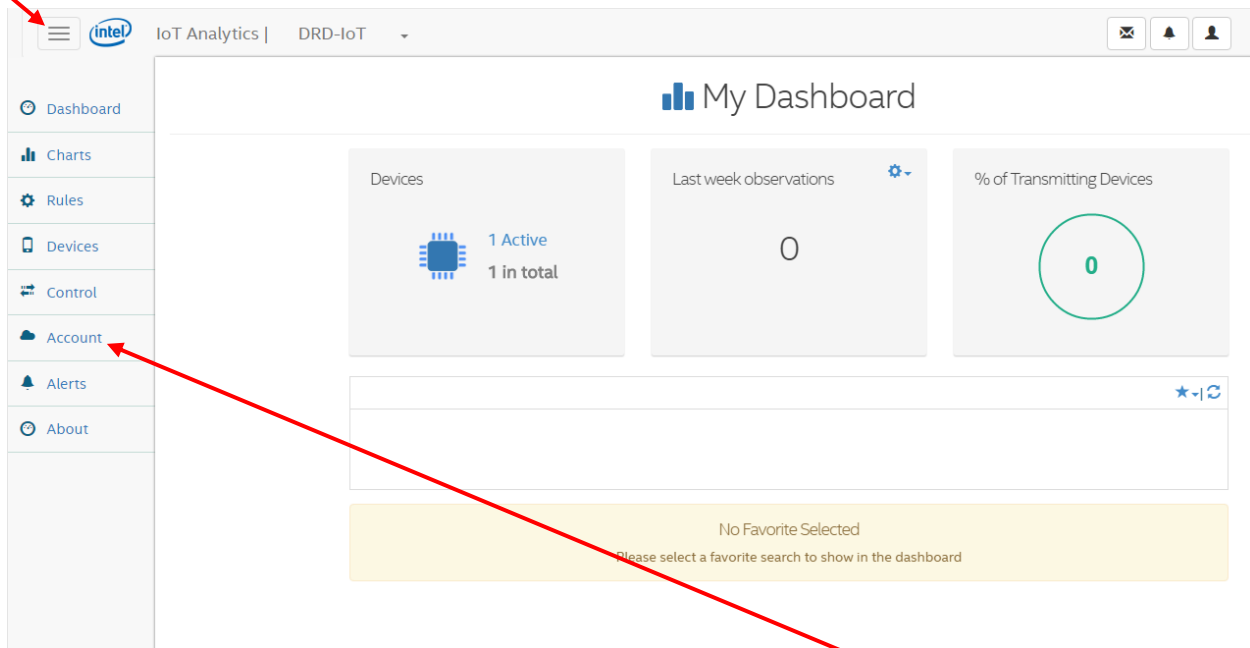 intel IoT Analytics | DRD-IoT
Dashboard
Charts
Rules
Devices
Control
Account
Alerts
About
My Dashboard
Devices
1 Active
1 in total
Last week observations
0
% of Transmitting Devices
0
No Favorite Selected
Please select a favorite search to show in the dashboard